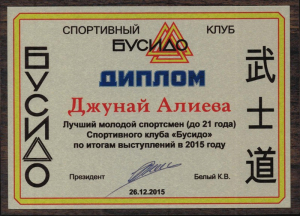 СПОРТИВНЫЙ КЛУБ
БУСИДО
ДИПЛОМ
Джунай Алиева
Лучший молодой спортсмен (до 21 года)
Спортивного клуба «Бусидо»
по итогам выступлений в 2015 году
Президент Белый К.В.
26.12.2015
БУСИДО
武士道